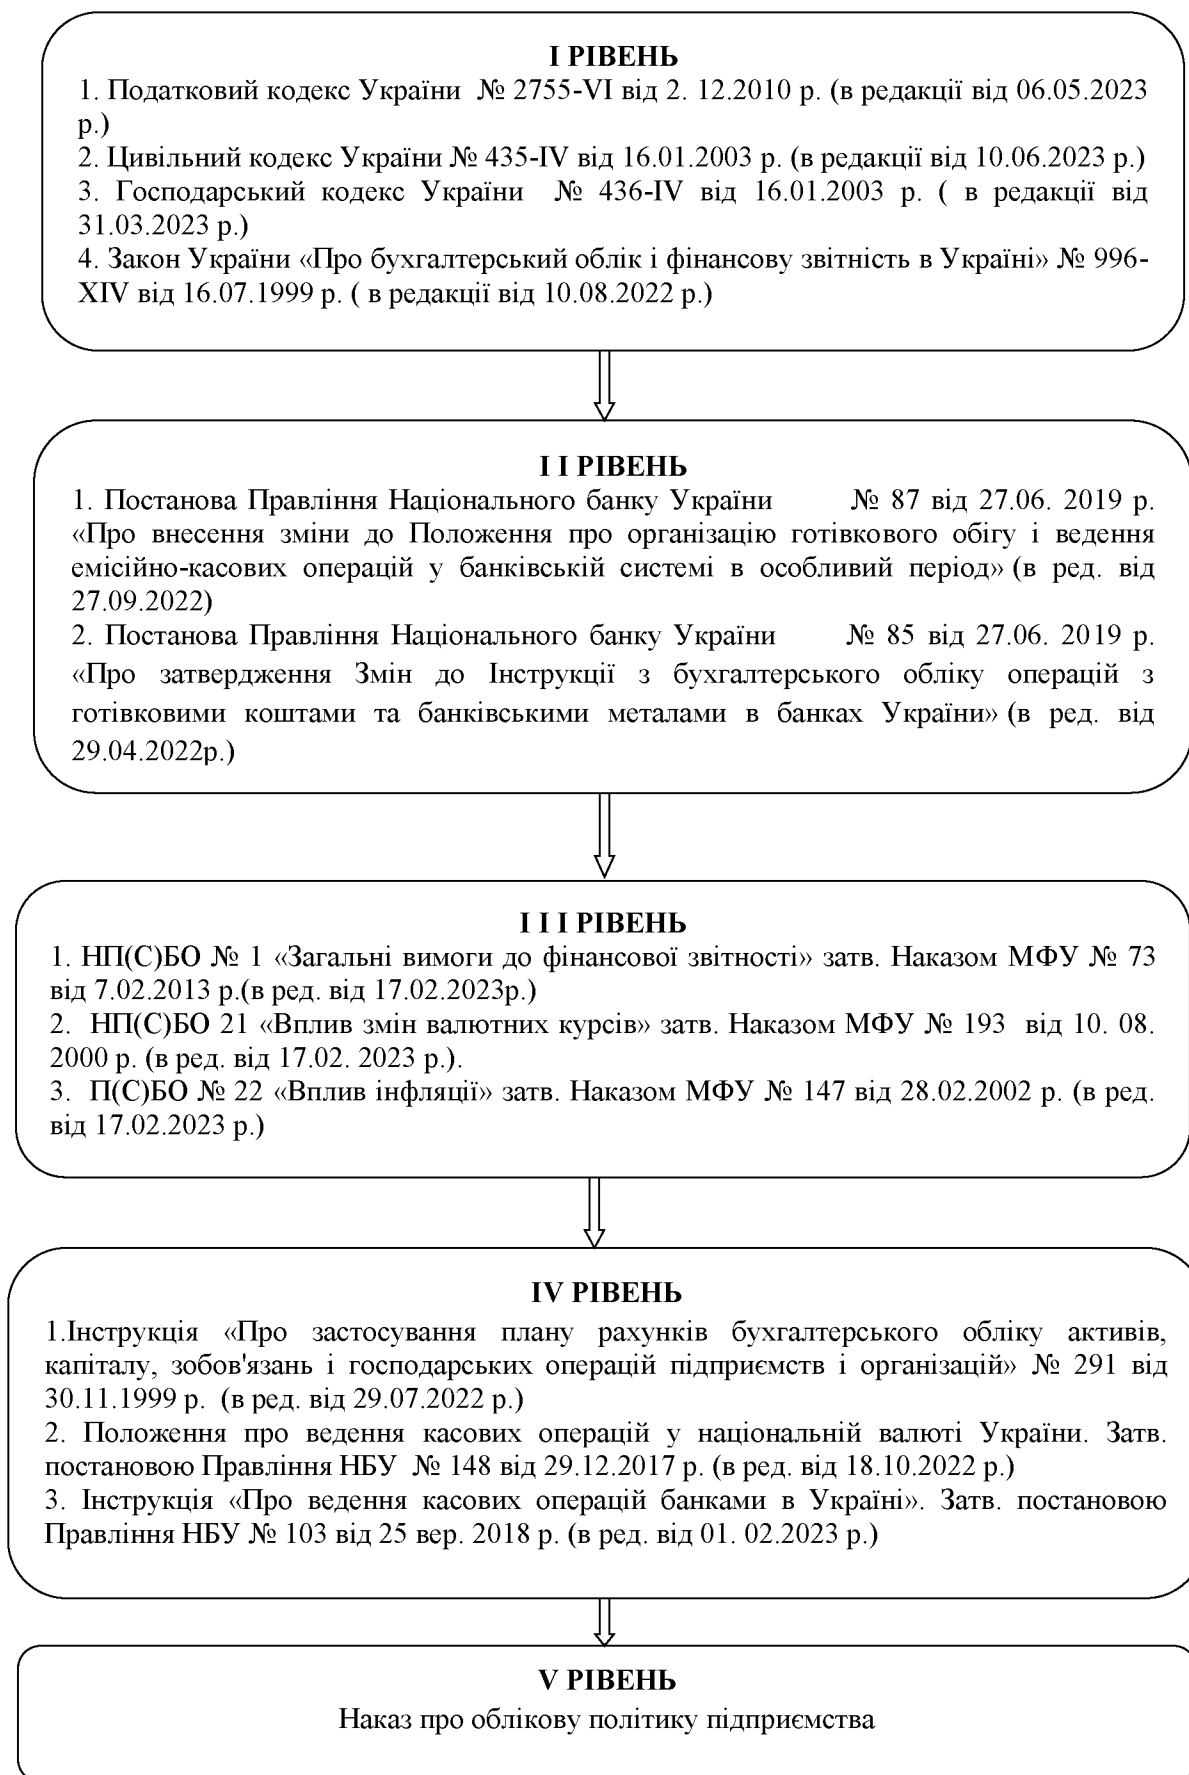 І РІВЕНЬ
1. Податковий кодекс України № 2755-VI від 2. 12.2010 р. (в редакції від 06.05.2023
р.)
2. Цивільний кодекс України № 435-IV від 16.01.2003 р. (в редакції від 10.06.2023 р.)
3. Господарський кодекс України № 436-IV від 16.01.2003 р. ( в редакції від
31.03.2023 р.)
4. Закон України «Про бухгалтерський облік і фінансову звітність в Україні» № 996-
XIV від 16.07.1999 р. ( в редакції від 10.08.2022 р.)
І І РІВЕНЬ
1. Постанова Правління Національного банку України № 87 від 27.06. 2019 р.
«Про внесення зміни до Положення про організацію готівкового обігу і ведення
емісійно-касових операцій у банківській системі в особливий період» (в ред. від
27.09.2022)
2. Постанова Правління Національного банку України № 85 від 27.06. 2019 р.
«Про затвердження Змін до Інструкції з бухгалтерського обліку операцій з
готівковими коштами та банківськими металами в банках України» (в ред. від
29.04.2022р.)
І І І РІВЕНЬ
1. НП(С)БО № 1 «Загальні вимоги до фінансової звітності» затв. Наказом МФУ № 73
від 7.02.2013 р.(в ред. від 17.02.2023р.)
2. НП(С)БО 21 «Вплив змін валютних курсів» затв. Наказом МФУ № 193 від 10. 08.
2000 р. (в ред. від 17.02. 2023 р.).
3. П(С)БО № 22 «Вплив інфляції» затв. Наказом МФУ № 147 від 28.02.2002 р. (в ред.
від 17.02.2023 р.)
IV РІВЕНЬ
1.Інструкція «Про застосування плану рахунків бухгалтерського обліку активів,
капіталу, зобов'язань і господарських операцій підприємств і організацій» № 291 від
30.11.1999 р. (в ред. від 29.07.2022 р.)
2. Положення про ведення касових операцій у національній валюті України. Затв.
постановою Правління НБУ № 148 від 29.12.2017 р. (в ред. від 18.10.2022 р.)
3. Інструкція «Про ведення касових операцій банками в Україні». Затв. постановою
Правління НБУ № 103 від 25 вер. 2018 р. (в ред. від 01. 02.2023 р.)
V РІВЕНЬ
Наказ про облікову політику підприємства